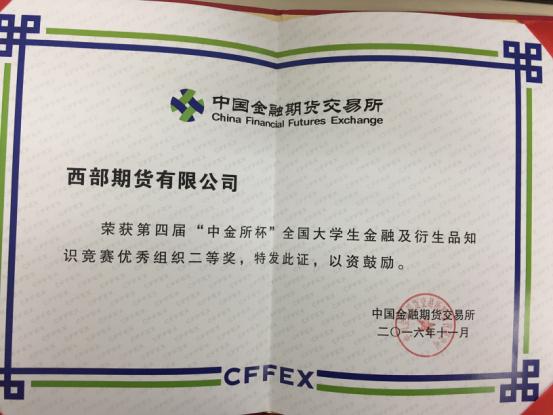 中国金融期货交易所
China Financial Futures Exchange
西部期货有限公司
荣获第四届“中金所杯”全国大学生金融及衍生品知
识竞赛优秀组织二等奖，特发此证，以资鼓励。
中国金融期货交易所
二〇一六年十一月
CFFEX